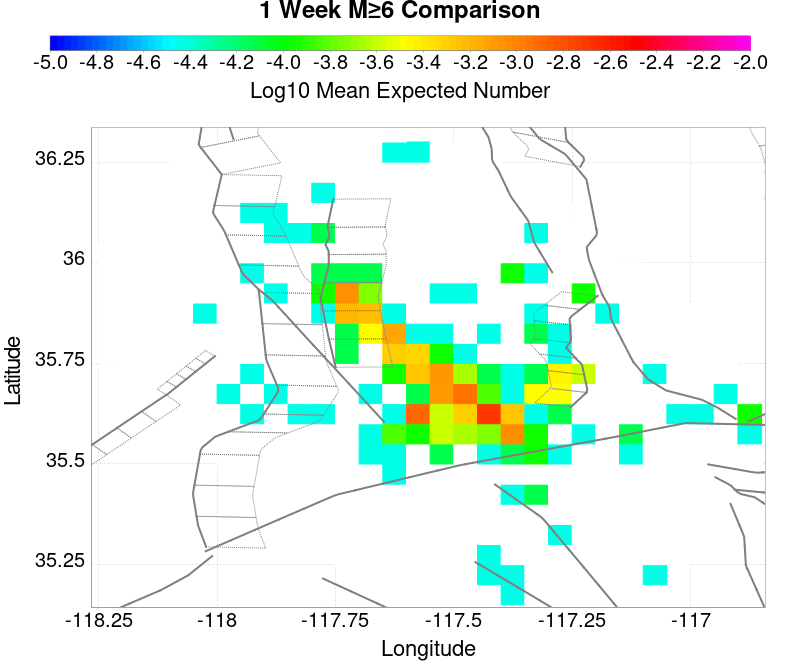 1 Week M≥6 Comparison
-5.0 -4.8 -4.6 -4.4 -4.2 -4.0 -3.8 -3.6 -3.4 -3.2 -3.0 -2.8 -2.6 -2.4 -2.2 -2.0
Log10 Mean Expected Number
36.25
36
35.75
35.5
35.25
Latitude
-118.25 -118 -117.75 -117.5 -117.25 -117
Longitude